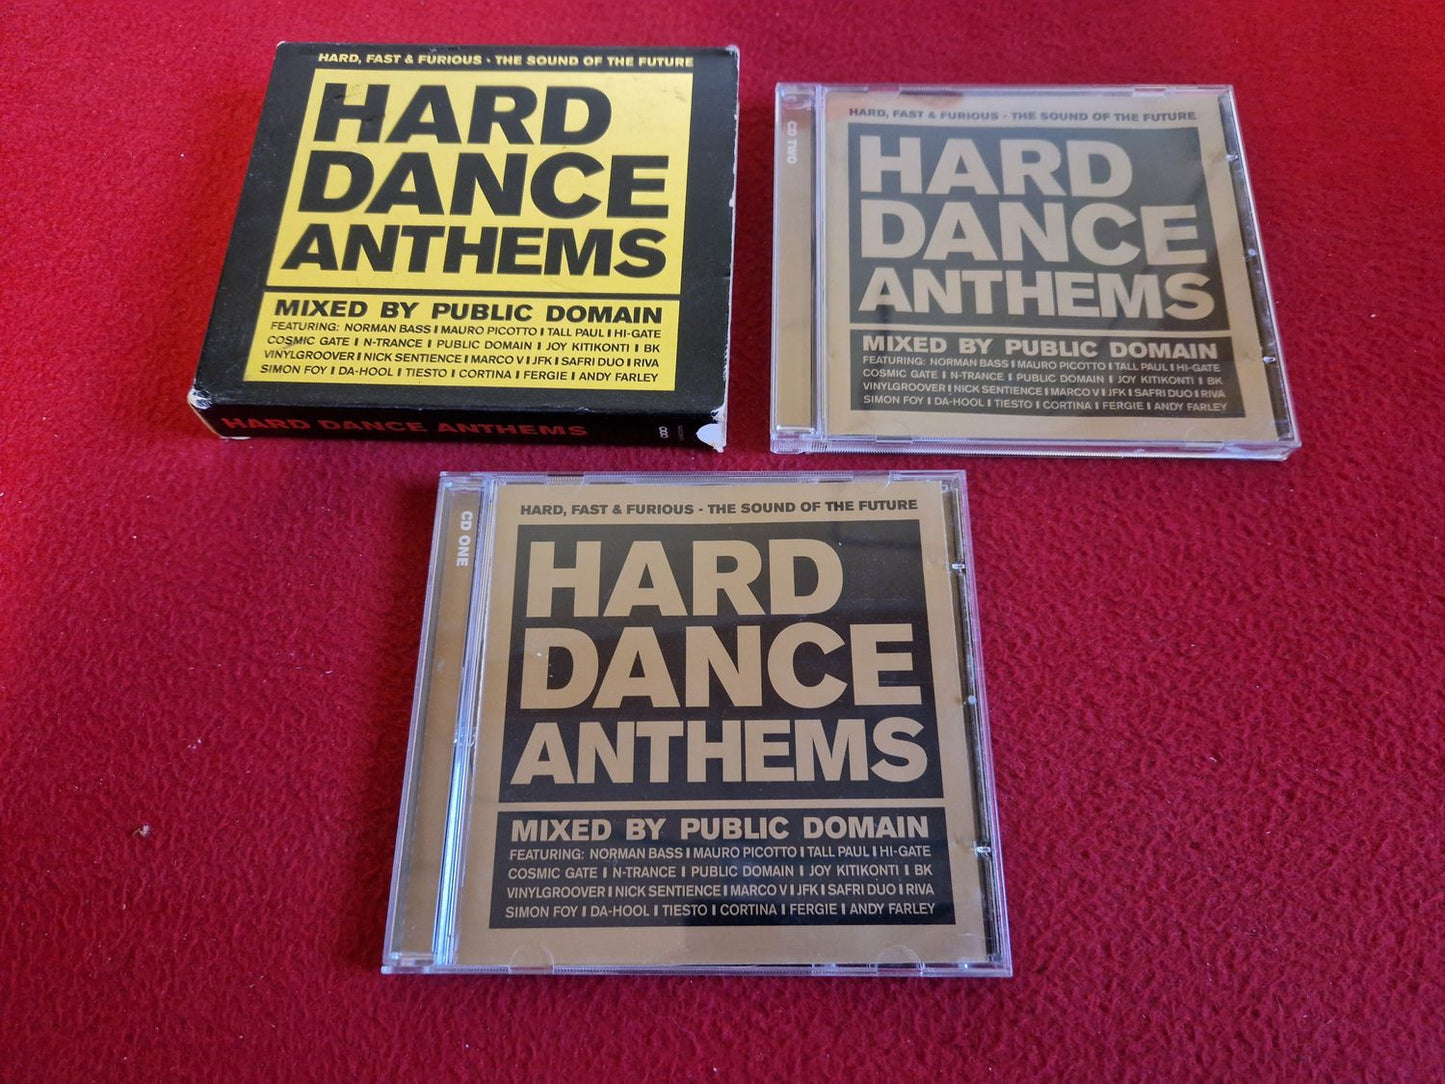 HARD, FAST & FURIOUS - THE SOUND OF THE FUTURE
HARD
DANCE
ANTHEMS
MIXED BY PUBLIC DOMAIN
FEATURING: NORMAN BASS I MAURO PICOTTO I TALL PAUL I HI-GATE
COSMIC GATE I N-TRANCE I PUBLIC DOMAIN I JOY KITIKONTI I BK
VINYLGROOVER I NICK SENTIENCE I MARCO V I JFK I SAFRI DUO I RIVA
SIMON FOY I DA-HOOL I TIESTO I CORTINA I FERGIE I ANDY FARLEY
HARD DANCE ANTHEMS
CD TWO
HARD, FAST & FURIOUS - THE SOUND OF THE FUTURE
HARD
DANCE
ANTHEMS
MIXED BY PUBLIC DOMAIN
FEATURING: NORMAN BASS I MAURO PICOTTO I TALL PAUL I HI-GATE
COSMIC GATE I N-TRANCE I PUBLIC DOMAIN I JOY KITIKONTI I BK
VINYLGROOVER I NICK SENTIENCE I MARCO V I JFK I SAFRI DUO I RIVA
SIMON FOY I DA-HOOL I TIESTO I CORTINA I FERGIE I ANDY FARLEY
CD ONE
HARD, FAST & FURIOUS - THE SOUND OF THE FUTURE
HARD
DANCE
ANTHEMS
MIXED BY PUBLIC DOMAIN
FEATURING: NORMAN BASS I MAURO PICOTTO I TALL PAUL I HI-GATE
COSMIC GATE I N-TRANCE I PUBLIC DOMAIN I JOY KITIKONTI I BK
VINYLGROOVER I NICK SENTIENCE I MARCO V I JFK I SAFRI DUO I RIVA
SIMON FOY I DA-HOOL I TIESTO I CORTINA I FERGIE I ANDY FARLEY